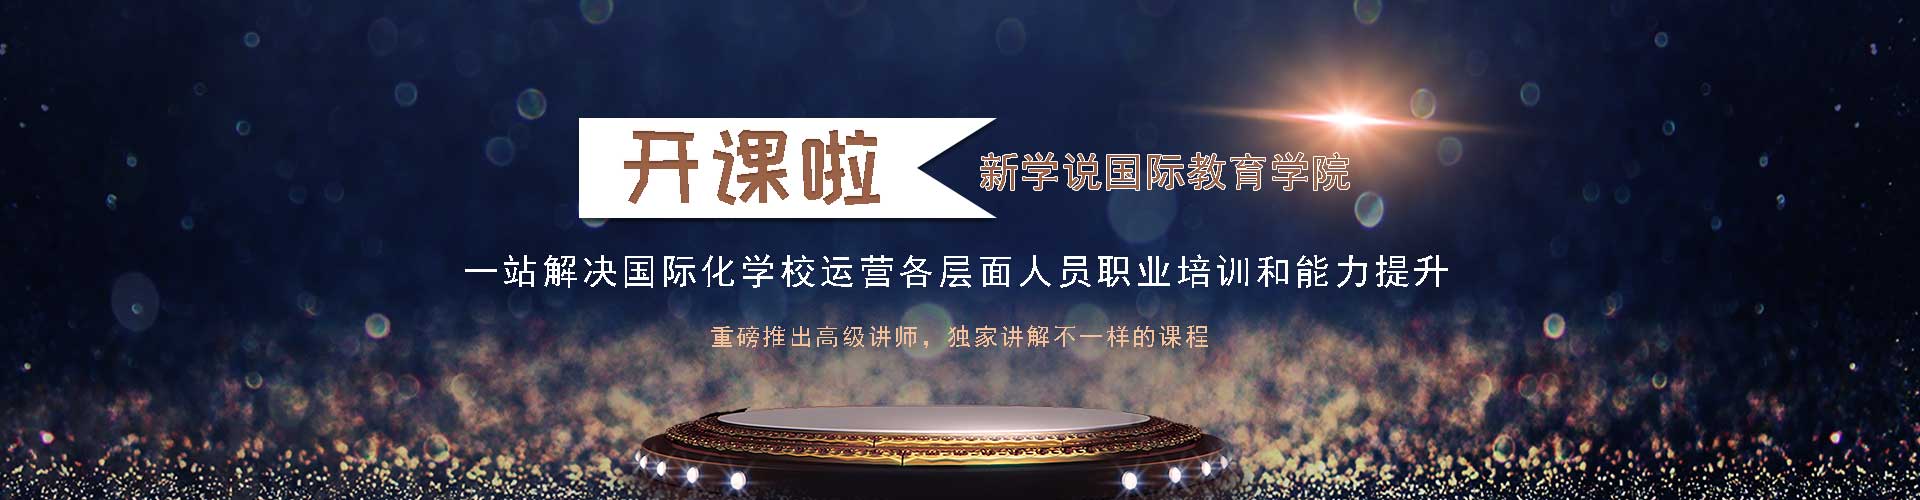 开课啦
新学说国际教育学院
一站解决国际化学校运营各层面人员职业培训和能力提升
重磅推出高级讲师，独家讲解不一样的课程